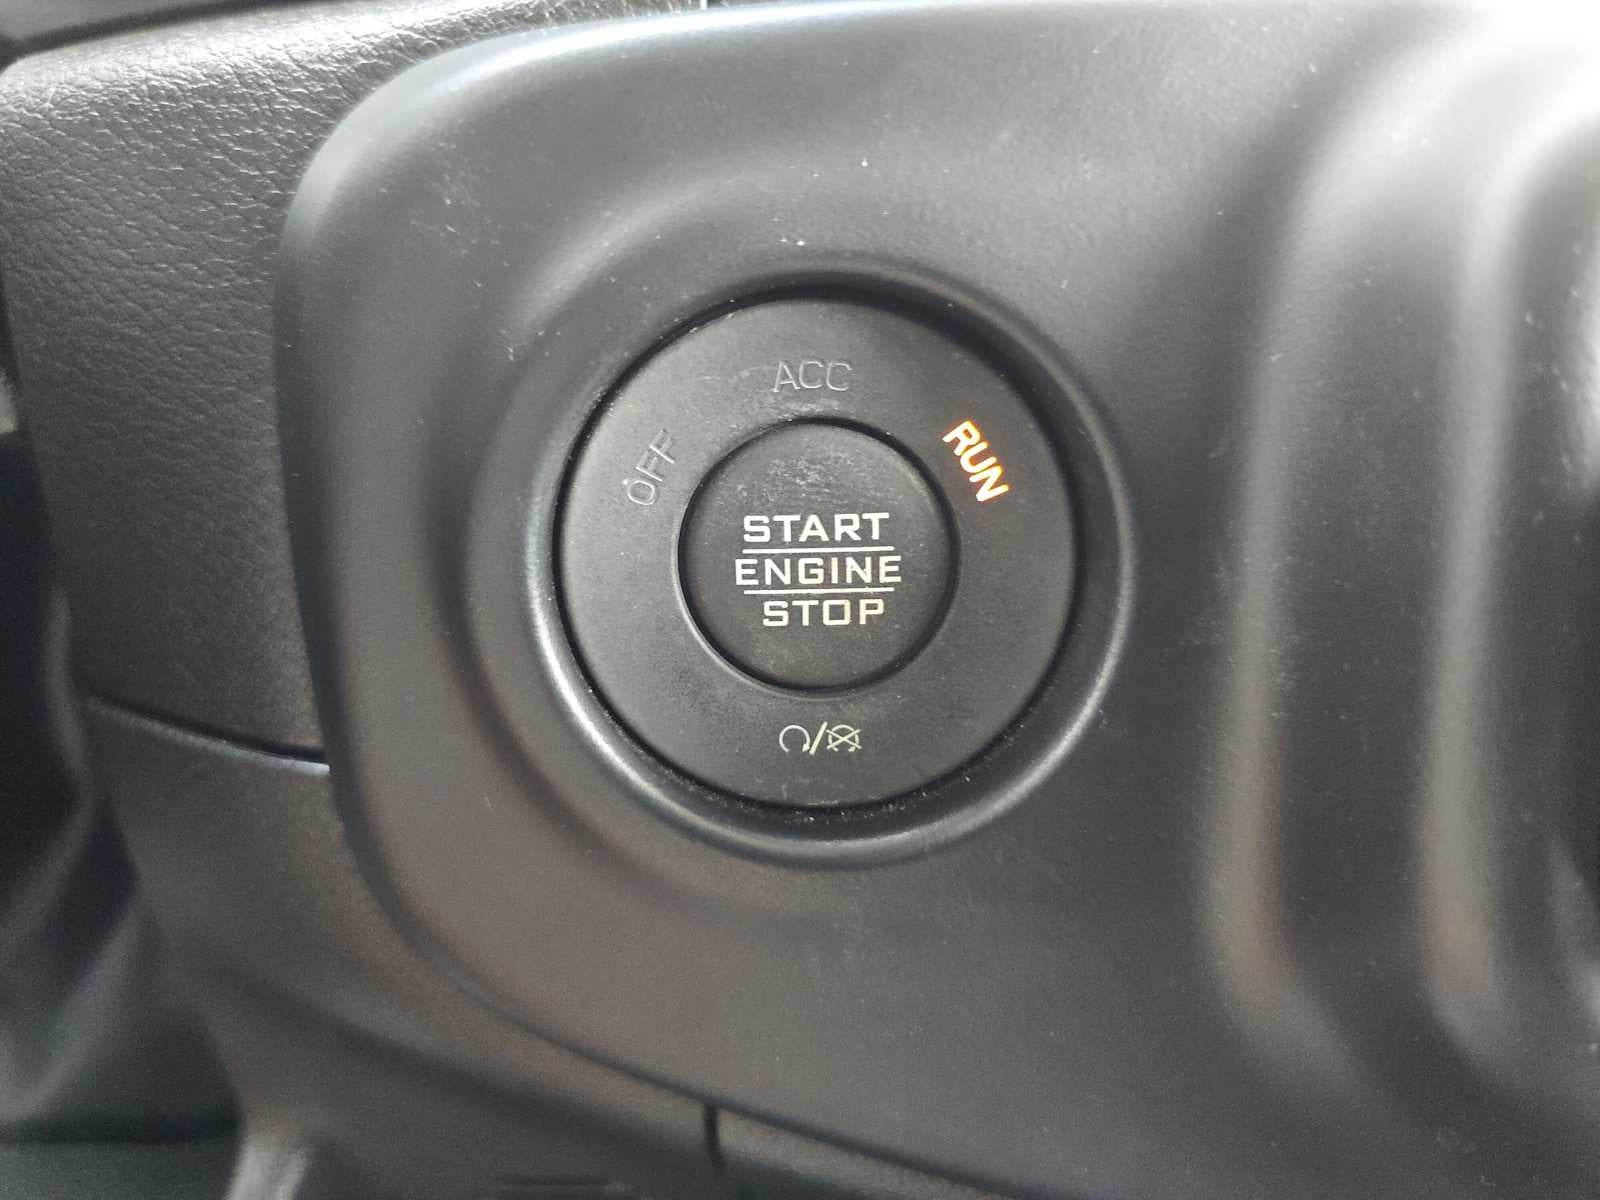 ACC
OFF
RUN
START
ENGINE
STOP